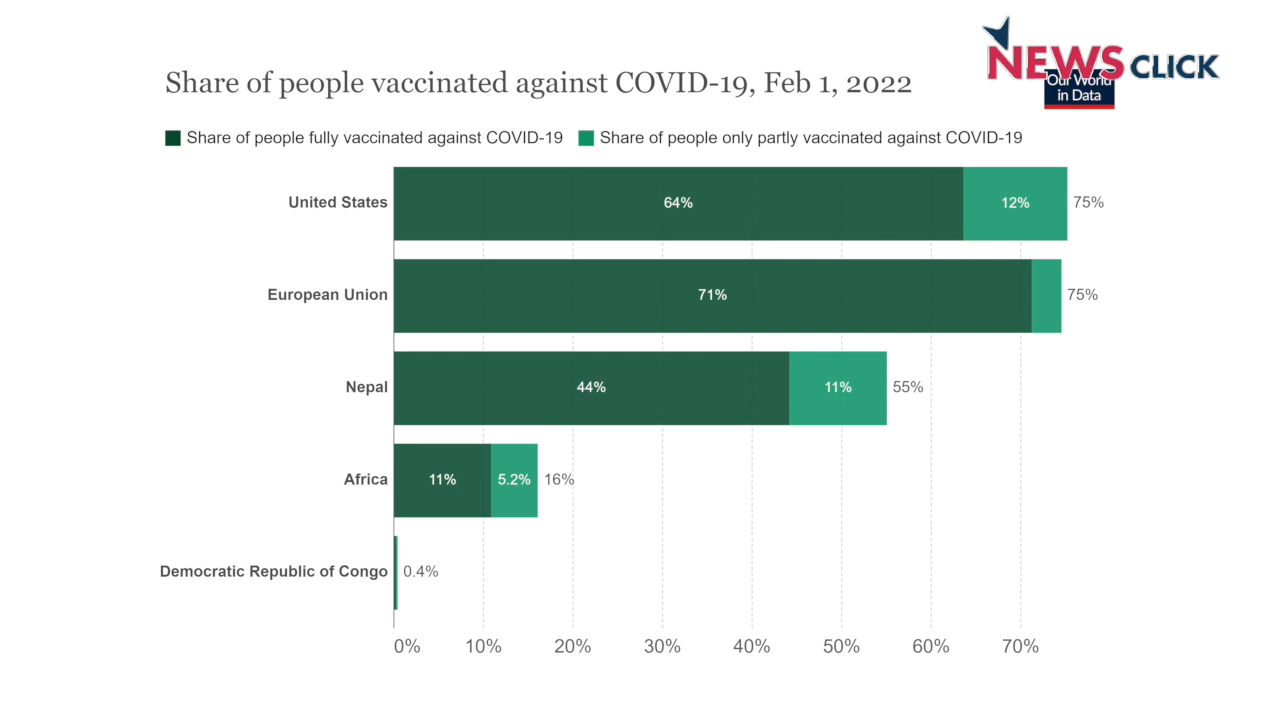 NEWSCLICK
Our World
in Data
Share of people vaccinated against COVID-19, Feb 1, 2022
Share of people fully vaccinated against COVID-19 Share of people only partly vaccinated against COVID-19
United States 64% 12% 75%
European Union 71% 75%
Nepal 44% 11% 55%
Africa 11% 5.2% 16%
Democratic Republic of Congo 0.4%
0% 10% 20% 30% 40% 50% 60% 70%